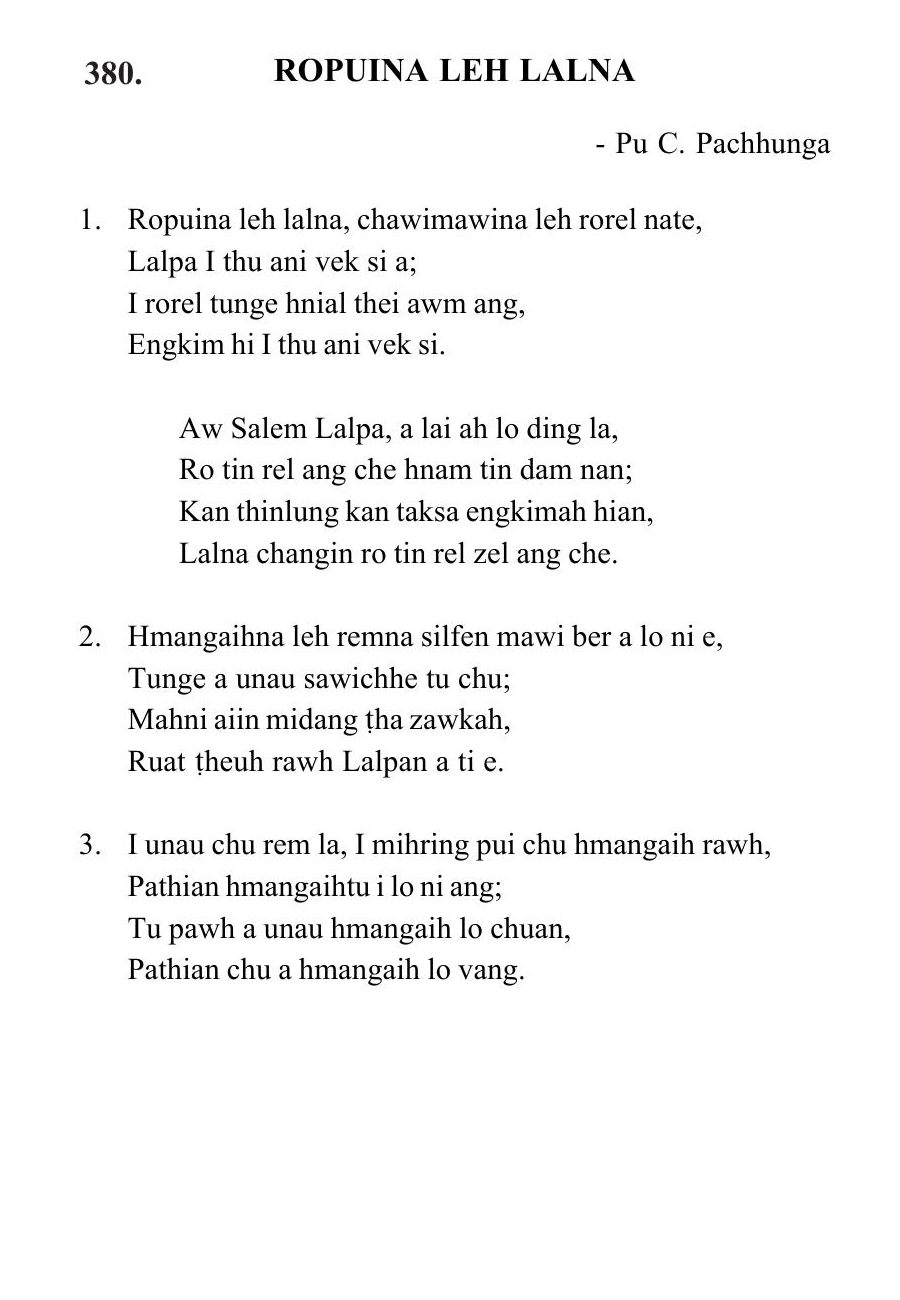 380. ROPUINA LEH LALNA
- Pu C. Pachhunga
1. Ropuina leh lalna, chawimawina leh rorel nate,
Lalpa I thu ani vek si a;
I rorel tunge hnial thei awm ang,
Engkim hi I thu ani vek si.
Aw Salem Lalpa, a lai ah lo ding la,
Ro tin rel ang che hnam tin dam nan;
Kan thinlung kan taksa engkimah hian,
Lalna changin ro tin rel zel ang che.
2. Hmangaihna leh remna silfen mawi ber a lo ni e,
Tunge a unau sawichhe tu chu;
Mahni aiin midang ṭha zawkah,
Ruat ṭheuh rawh Lalpan a ti e.
3. I unau chu rem la, I mihring pui chu hmangaih rawh,
Pathian hmangaihtu i lo ni ang;
Tu pawh a unau hmangaih lo chuan,
Pathian chu a hmangaih lo vang.